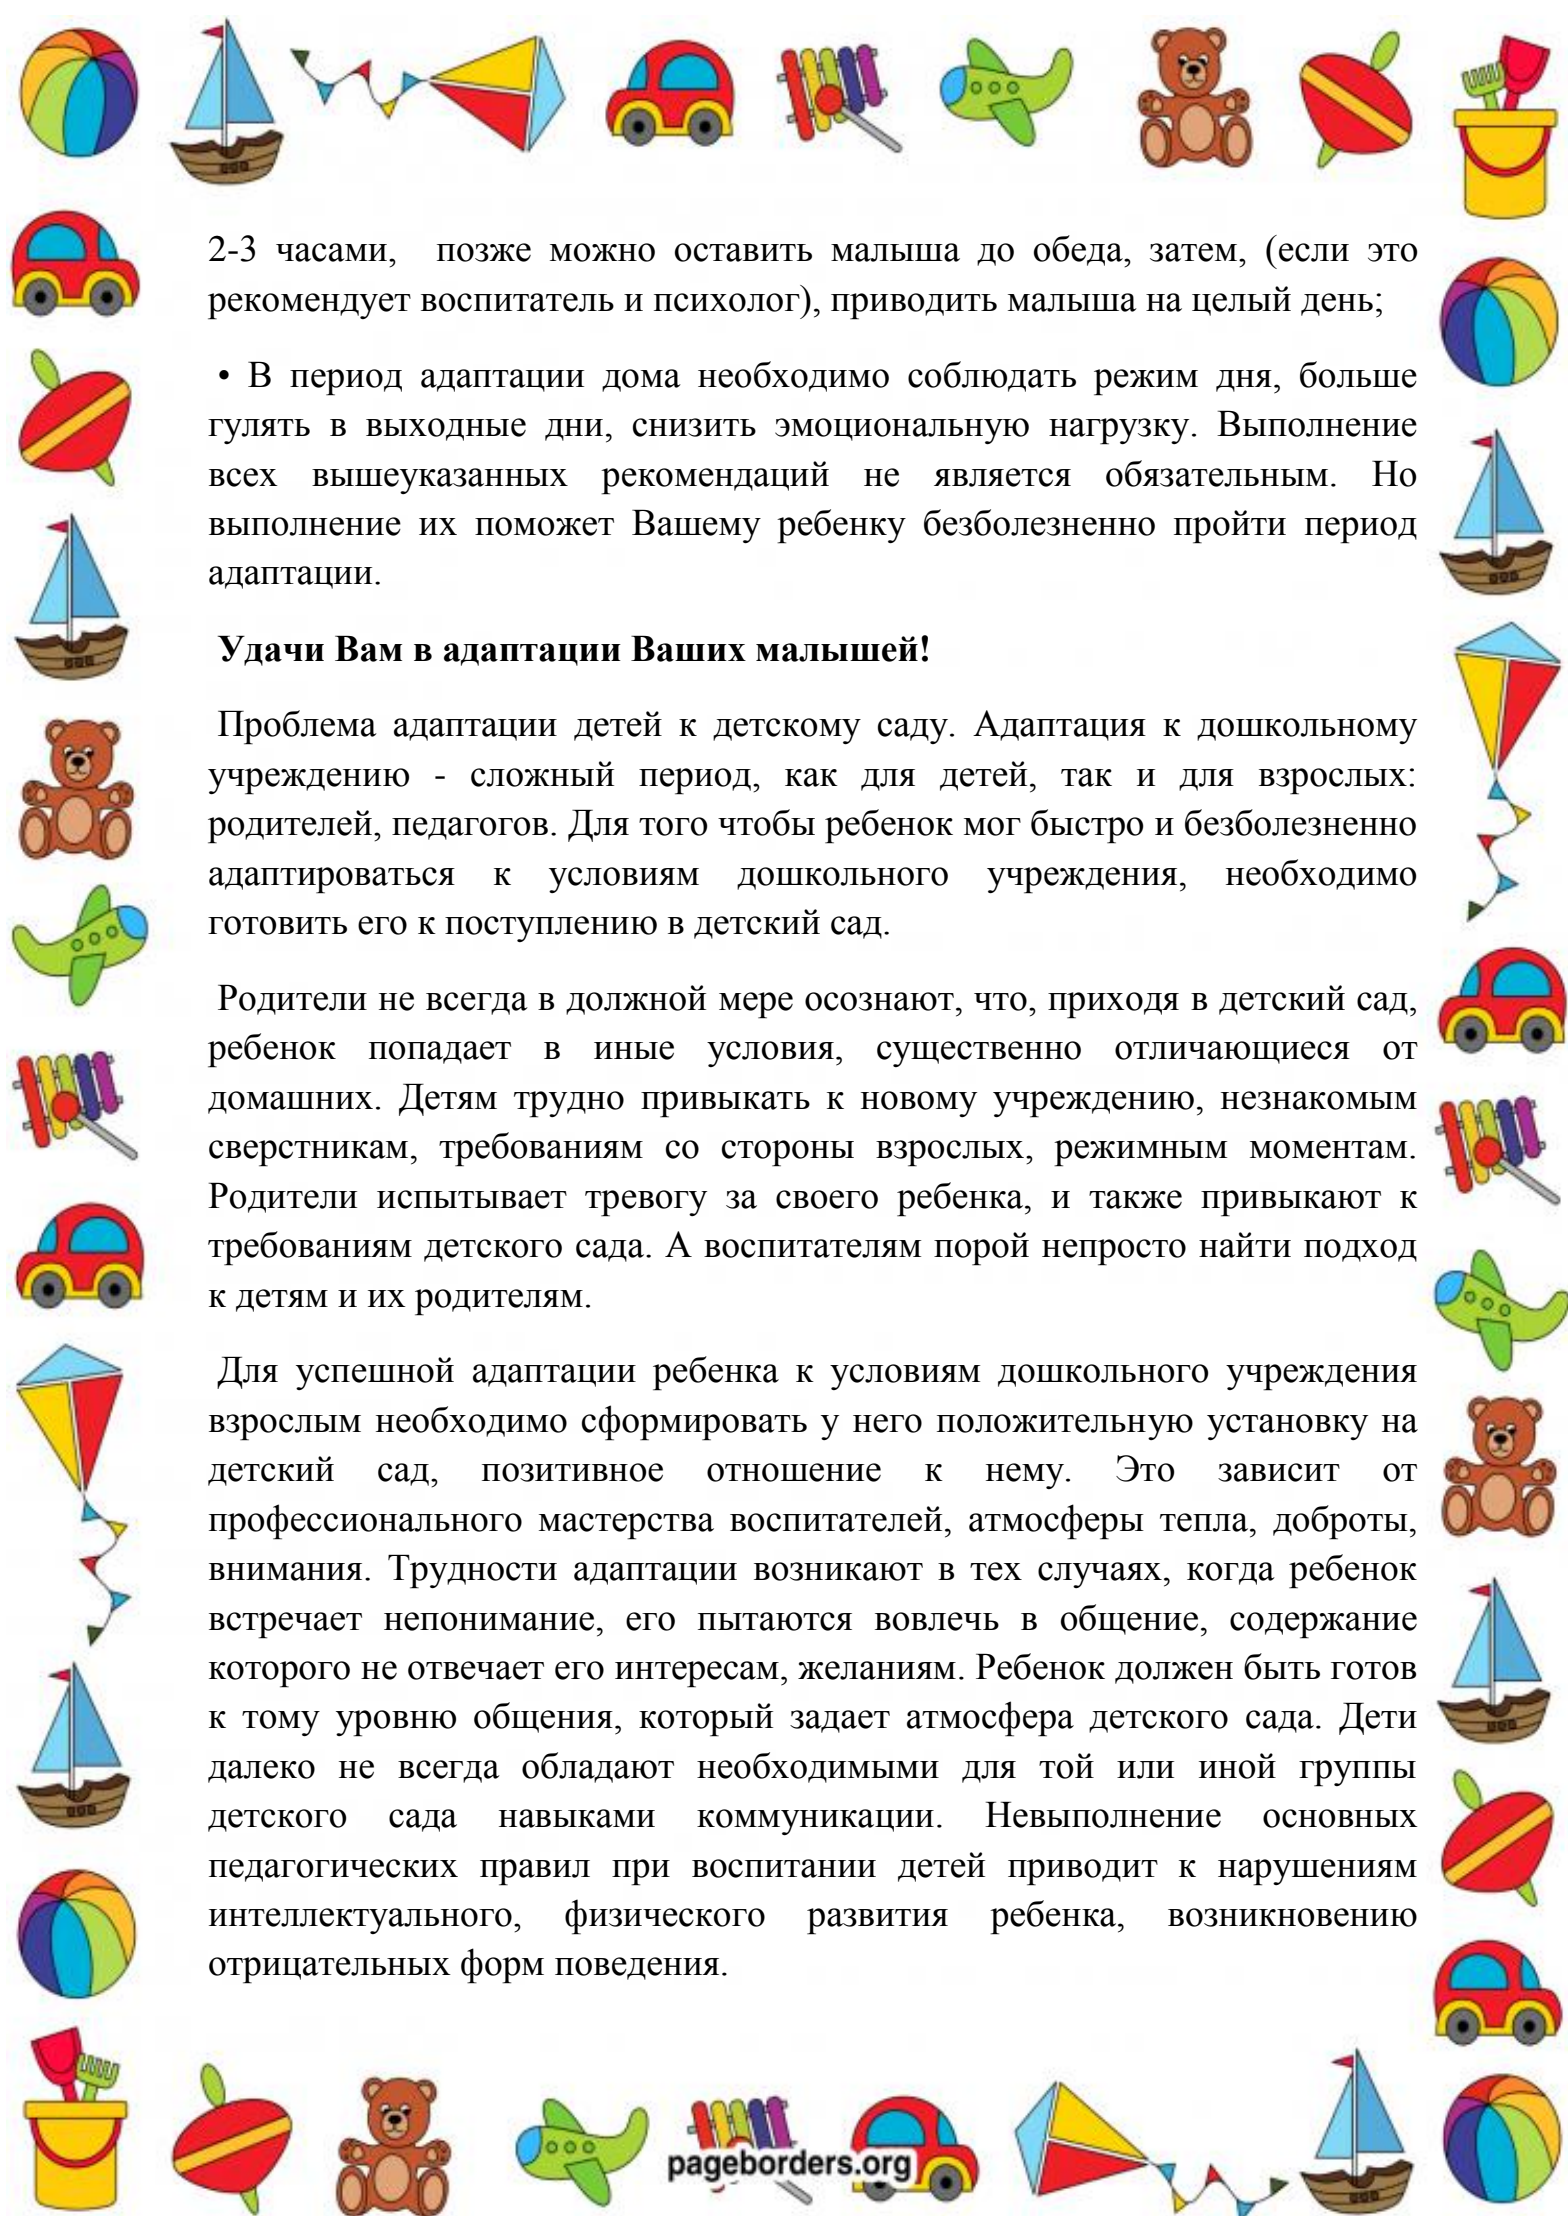 2-3 часами, позже можно оставить малыша до обеда, затем, (если это
рекомендует воспитатель и психолог), приводить малыша на целый день;
• В период адаптации дома необходимо соблюдать режим дня, больше
гулять в выходные дни, снизить эмоциональную нагрузку. Выполнение
всех вышеуказанных рекомендаций не является обязательным. Но
выполнение их поможет Вашему ребенку безболезненно пройти период
адаптации.
Удачи Вам в адаптации Ваших малышей!
Проблема адаптации детей к детскому саду. Адаптация к дошкольному
учреждению - сложный период, как для детей, так и для взрослых:
родителей, педагогов. Для того чтобы ребенок мог быстро и безболезненно
адаптироваться к условиям дошкольного учреждения, необходимо
готовить его к поступлению в детский сад.
Родители не всегда в должной мере осознают, что, приходя в детский сад,
ребенок попадает в иные условия, существенно отличающиеся от
домашних. Детям трудно привыкать к новому учреждению, незнакомым
сверстникам, требованиям со стороны взрослых, режимным моментам.
Родители испытывает тревогу за своего ребенка, и также привыкают к
требованиям детского сада. А воспитателям порой непросто найти подход
к детям и их родителям.
Для успешной адаптации ребенка к условиям дошкольного учреждения
взрослым необходимо сформировать у него положительную установку на
детский сад, позитивное отношение к нему. Это зависит от
профессионального мастерства воспитателей, атмосферы тепла, доброты,
внимания. Трудности адаптации возникают в тех случаях, когда ребенок
встречает непонимание, его пытаются вовлечь в общение, содержание
которого не отвечает его интересам, желаниям. Ребенок должен быть готов
к тому уровню общения, который задает атмосфера детского сада. Дети
далеко не всегда обладают необходимыми для той или иной группы
детского сада навыками коммуникации. Невыполнение основных
педагогических правил при воспитании детей приводит к нарушениям
интеллектуального, физического развития ребенка, возникновению
отрицательных форм поведения.
pageborders.org